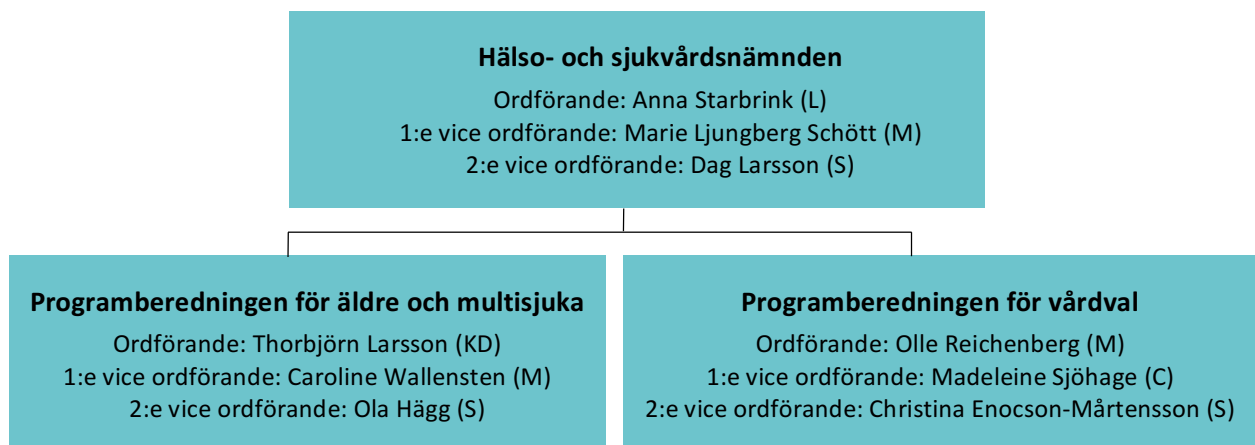 Hälso- och sjukvårdsnämnden
Ordförande: Anna Starbrink (L)
1:e vice ordförande: Marie Ljungberg Schött (M)
2:e vice ordförande: Dag Larsson (S)
Programberedningen för äldre och multisjuka
Ordförande: Thorbjörn Larsson (KD)
1:e vice ordförande: Caroline Wallensten (M)
2:e vice ordförande: Ola Hägg (S)
Programberedningen för vårdval
Ordförande: Olle Reichenberg (M)
1:e vice ordförande: Madeleine Sjöhage (C)
2:e vice ordförande: Christina Enocson-Mårtensson (S)